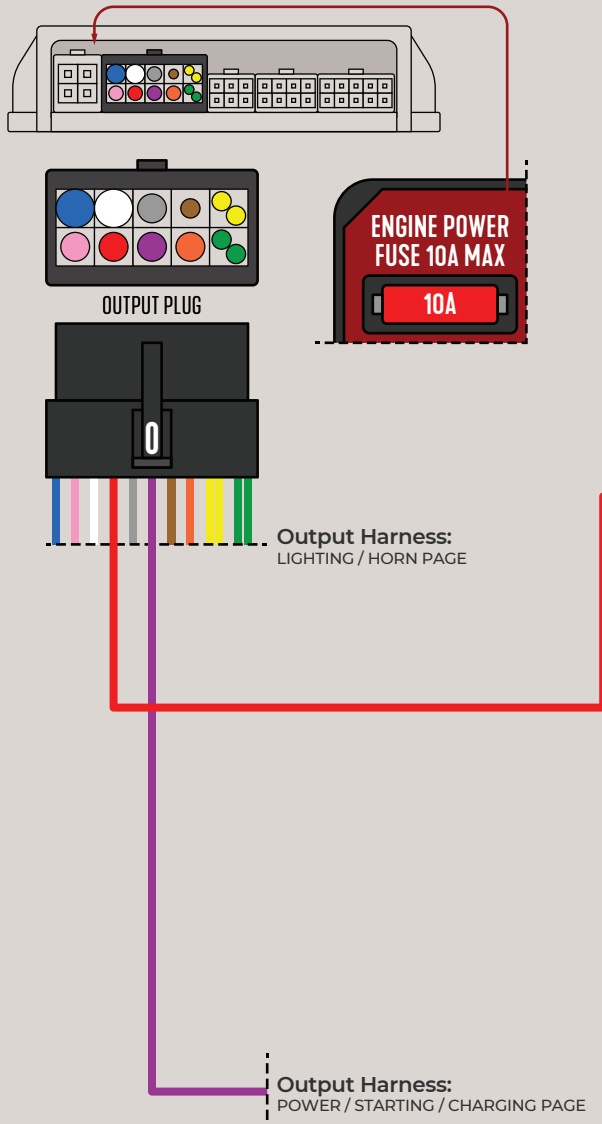 ENGINE POWER
FUSE 10A MAX
10A
OUTPUT PLUG
0
Output Harness:
LIGHTING / HORN PAGE
Output Harness:
POWER / STARTING / CHARGING PAGE